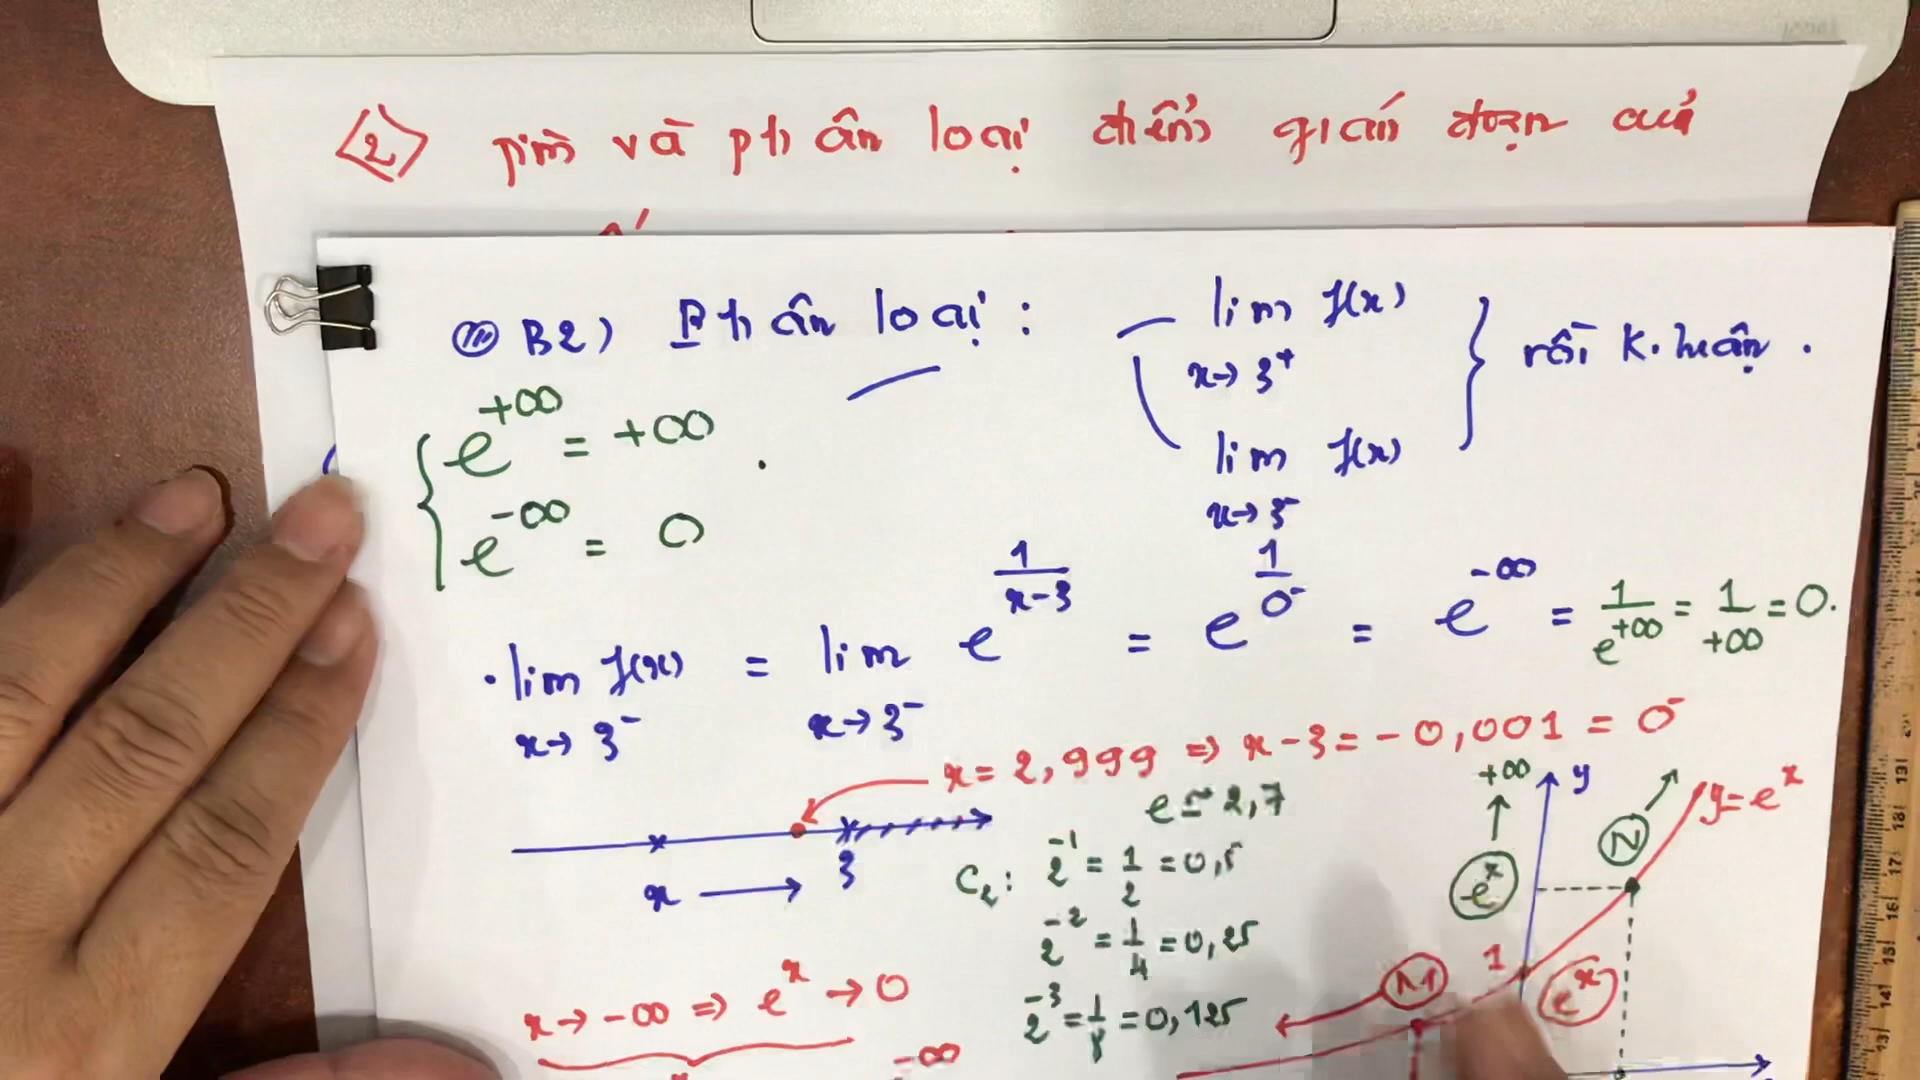 2 Tìm và phân loại điểm gián đoạn của
B2) Phân loại : lim f(x) x→3⁺
lim f(x) x→3⁻ } rồi K. luận .
{ e^{+∞} = +∞
e^{-∞} = 0
. lim f(x) = lim e^{1/(x-3)} = e^{1/0⁻} = e^{-∞} = 1/e^{+∞} = 1/+∞ = 0.
x→3⁻ x→3⁻
x = 2,999 ⇒ x-3 = -0,001 = 0⁻
3
x →
e ≃ 2,7
C₂: 2^{-1} = 1/2 = 0,5
2^{-2} = 1/4 = 0,25
2^{-3} = 1/8 = 0,125
x→-∞ ⇒ e^x → 0
-∞
+∞ y y=e^x
N
e^x
1
M e^x